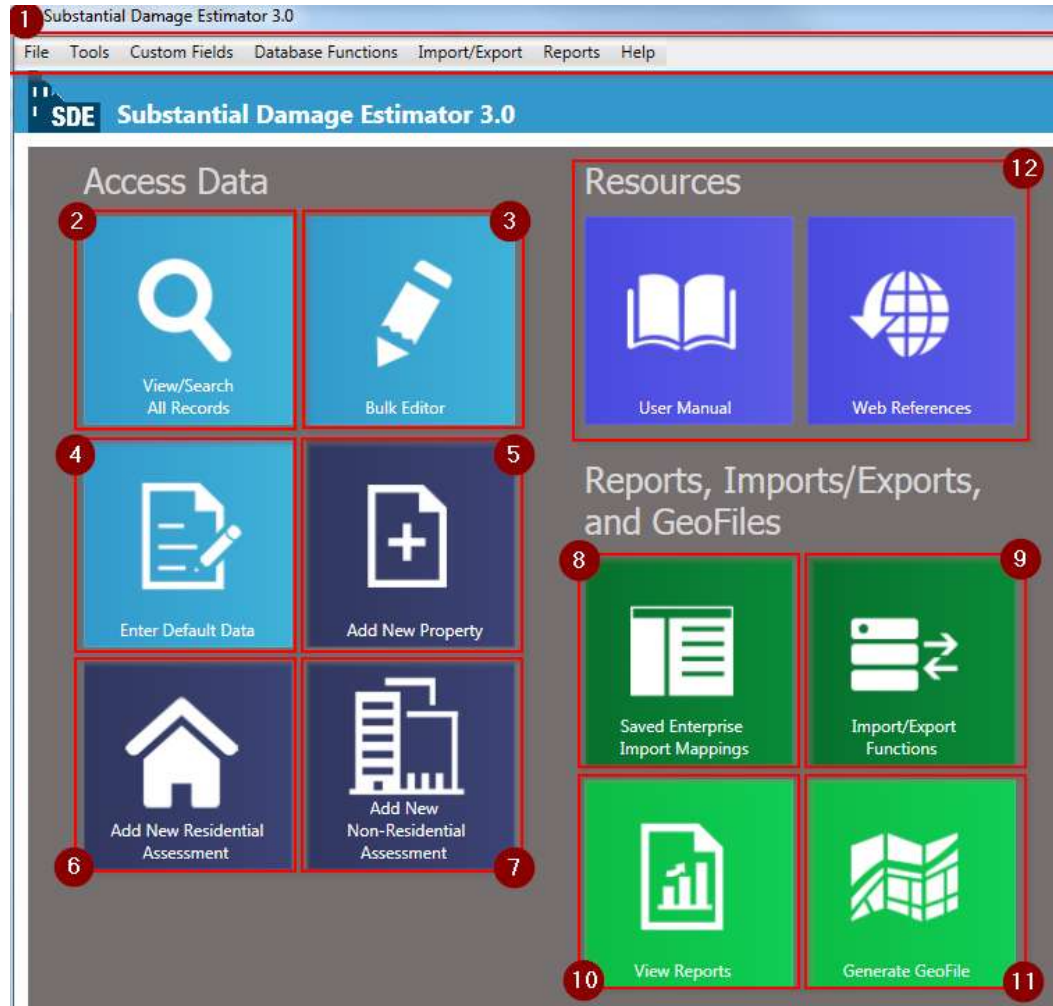 1 Substantial Damage Estimator 3.0
File Tools Custom Fields Database Functions Import/Export Reports Help
SDE Substantial Damage Estimator 3.0
Access Data
2
3
View/Search
All Records
Bulk Editor
4
5
Enter Default Data
Add New Property
Add New Residential
Assessment
6
Add New
Non-Residential
Assessment
7
Resources
12
User Manual
Web References
Reports, Imports/Exports,
and GeoFiles
8
9
Saved Enterprise
Import Mappings
Import/Export
Functions
View Reports
10
Generate GeoFile
11